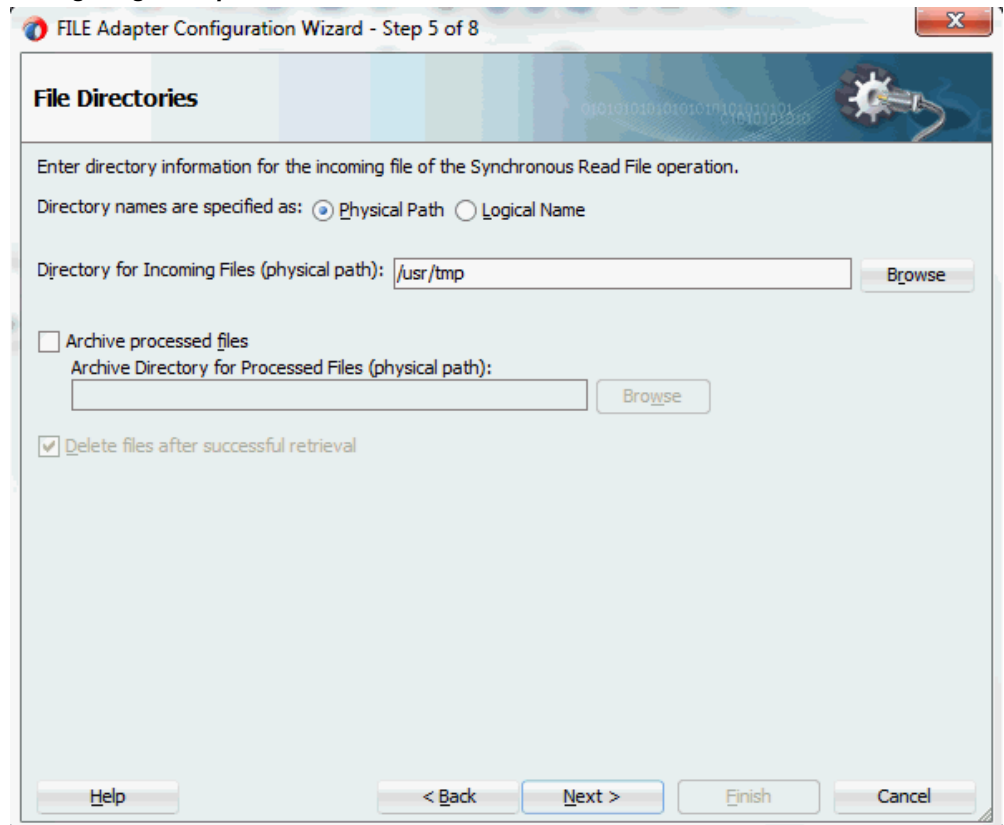 FILE Adapter Configuration Wizard - Step 5 of 8
File Directories
Enter directory information for the incoming file of the Synchronous Read File operation.
Directory names are specified as: Physical Path Logical Name
Directory for Incoming Files (physical path): /usr/tmp Browse
Archive processed files
Archive Directory for Processed Files (physical path):
Browse
Delete files after successful retrieval
Help < Back Next > Finish Cancel